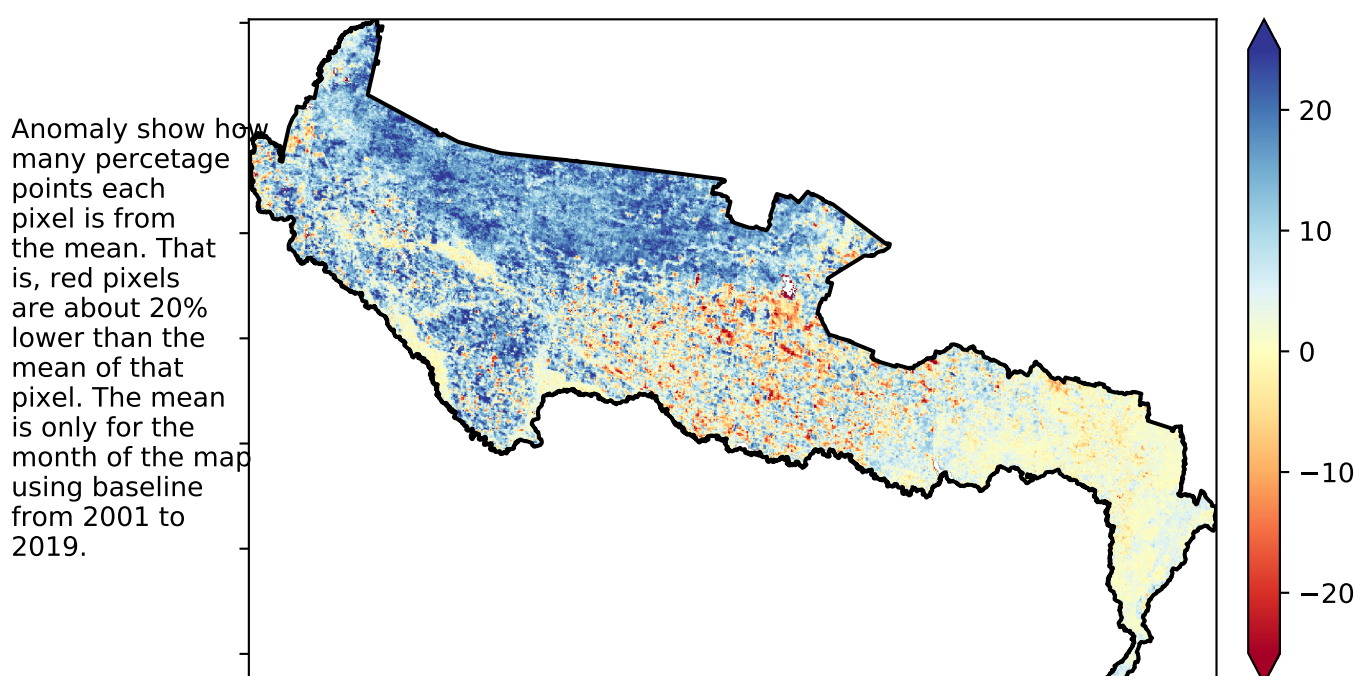 Anomaly show how
many percetage
points each
pixel is from
the mean. That
is, red pixels
are about 20%
lower than the
mean of that
pixel. The mean
is only for the
month of the map
using baseline
from 2001 to
2019.
20
10
0
−10
−20